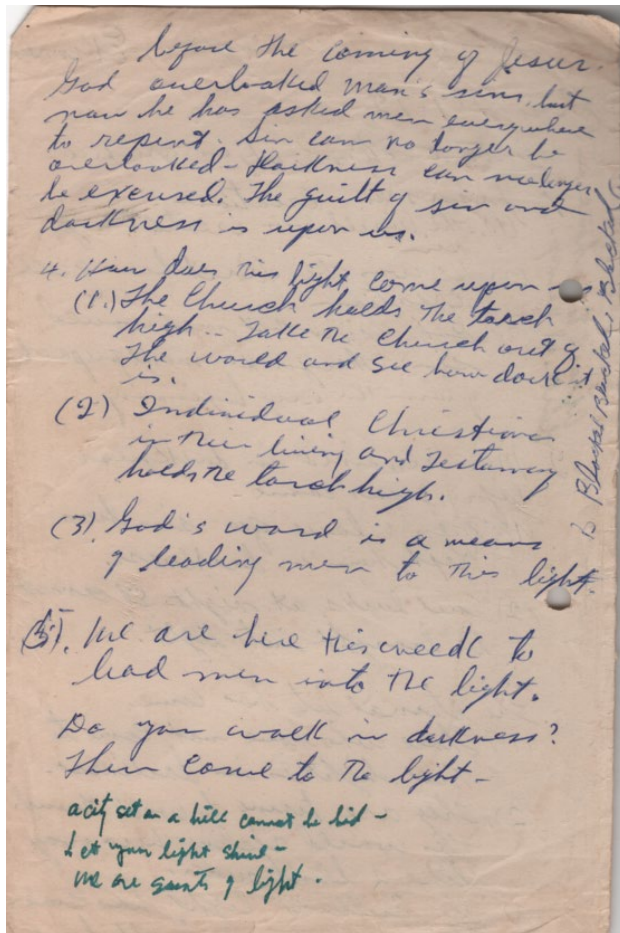 before the coming of Jesus.
God overlooked man's sins, but
now he has asked men everywhere
to repent. Sin can no longer be
overlooked - Darkness can no longer
be excused. The guilt of sin and
darkness is upon us.
4. How does this light come upon us
(1.) The Church holds the torch
high -- Take the Church out of
the world and see how dark it
is.
(2) Individual Christians
in their living and Testimony
holds the torch high.
(3). God's word is a means
of leading men to this light.
(5). We are here this week to
lead men into the light.
Do you walk in darkness?
Then come to the light -
a city set on a hill cannot be hid -
Let your light shine -
We are of light.